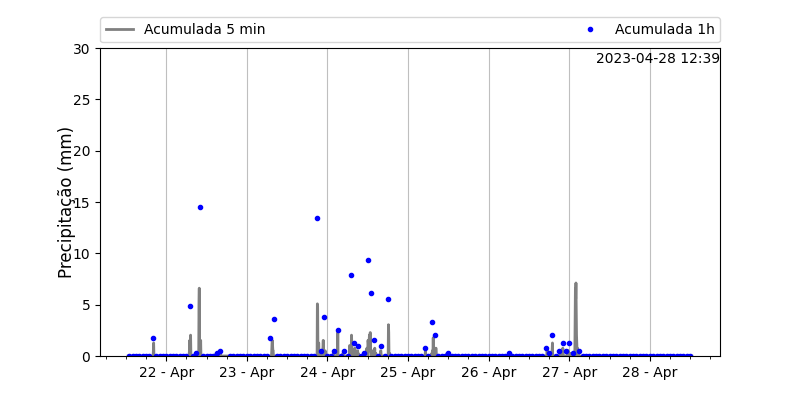 Acumulada 5 min
Acumulada 1h
2023-04-28 12:39
Precipitação (mm)
30
25
20
15
10
5
0
22 - Apr
23 - Apr
24 - Apr
25 - Apr
26 - Apr
27 - Apr
28 - Apr